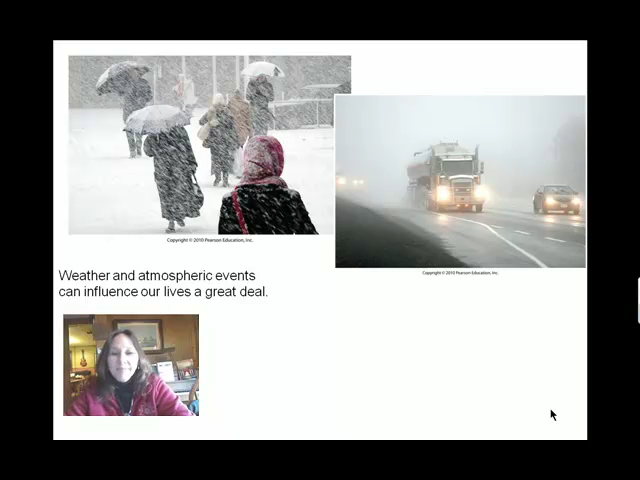 Copyright © 2010 Pearson Education, Inc.
Copyright © 2010 Pearson Education, Inc.
Weather and atmospheric events
can influence our lives a great deal.